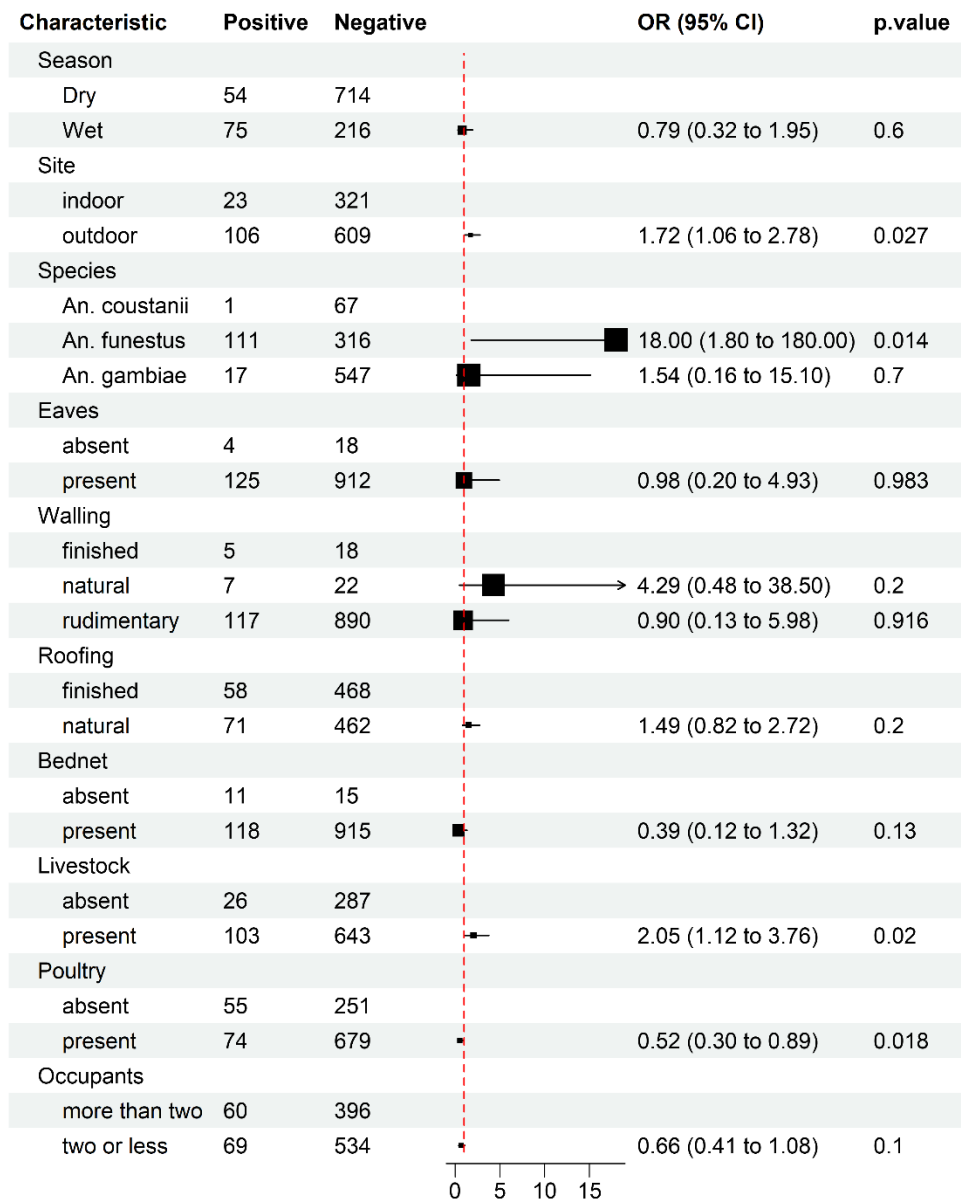 Characteristic Positive Negative OR (95% CI) p.value
Season
Dry 54 714
Wet 75 216 0.79 (0.32 to 1.95) 0.6
Site
indoor 23 321
outdoor 106 609 1.72 (1.06 to 2.78) 0.027
Species
An. coustanii 1 67
An. funestus 111 316 18.00 (1.80 to 180.00) 0.014
An. gambiae 17 547 1.54 (0.16 to 15.10) 0.7
Eaves
absent 4 18
present 125 912 0.98 (0.20 to 4.93) 0.983
Walling
finished 5 18
natural 7 22 4.29 (0.48 to 38.50) 0.2
rudimentary 117 890 0.90 (0.13 to 5.98) 0.916
Roofing
finished 58 468
natural 71 462 1.49 (0.82 to 2.72) 0.2
Bednet
absent 11 15
present 118 915 0.39 (0.12 to 1.32) 0.13
Livestock
absent 26 287
present 103 643 2.05 (1.12 to 3.76) 0.02
Poultry
absent 55 251
present 74 679 0.52 (0.30 to 0.89) 0.018
Occupants
more than two 60 396
two or less 69 534 0.66 (0.41 to 1.08) 0.1
0 5 10 15